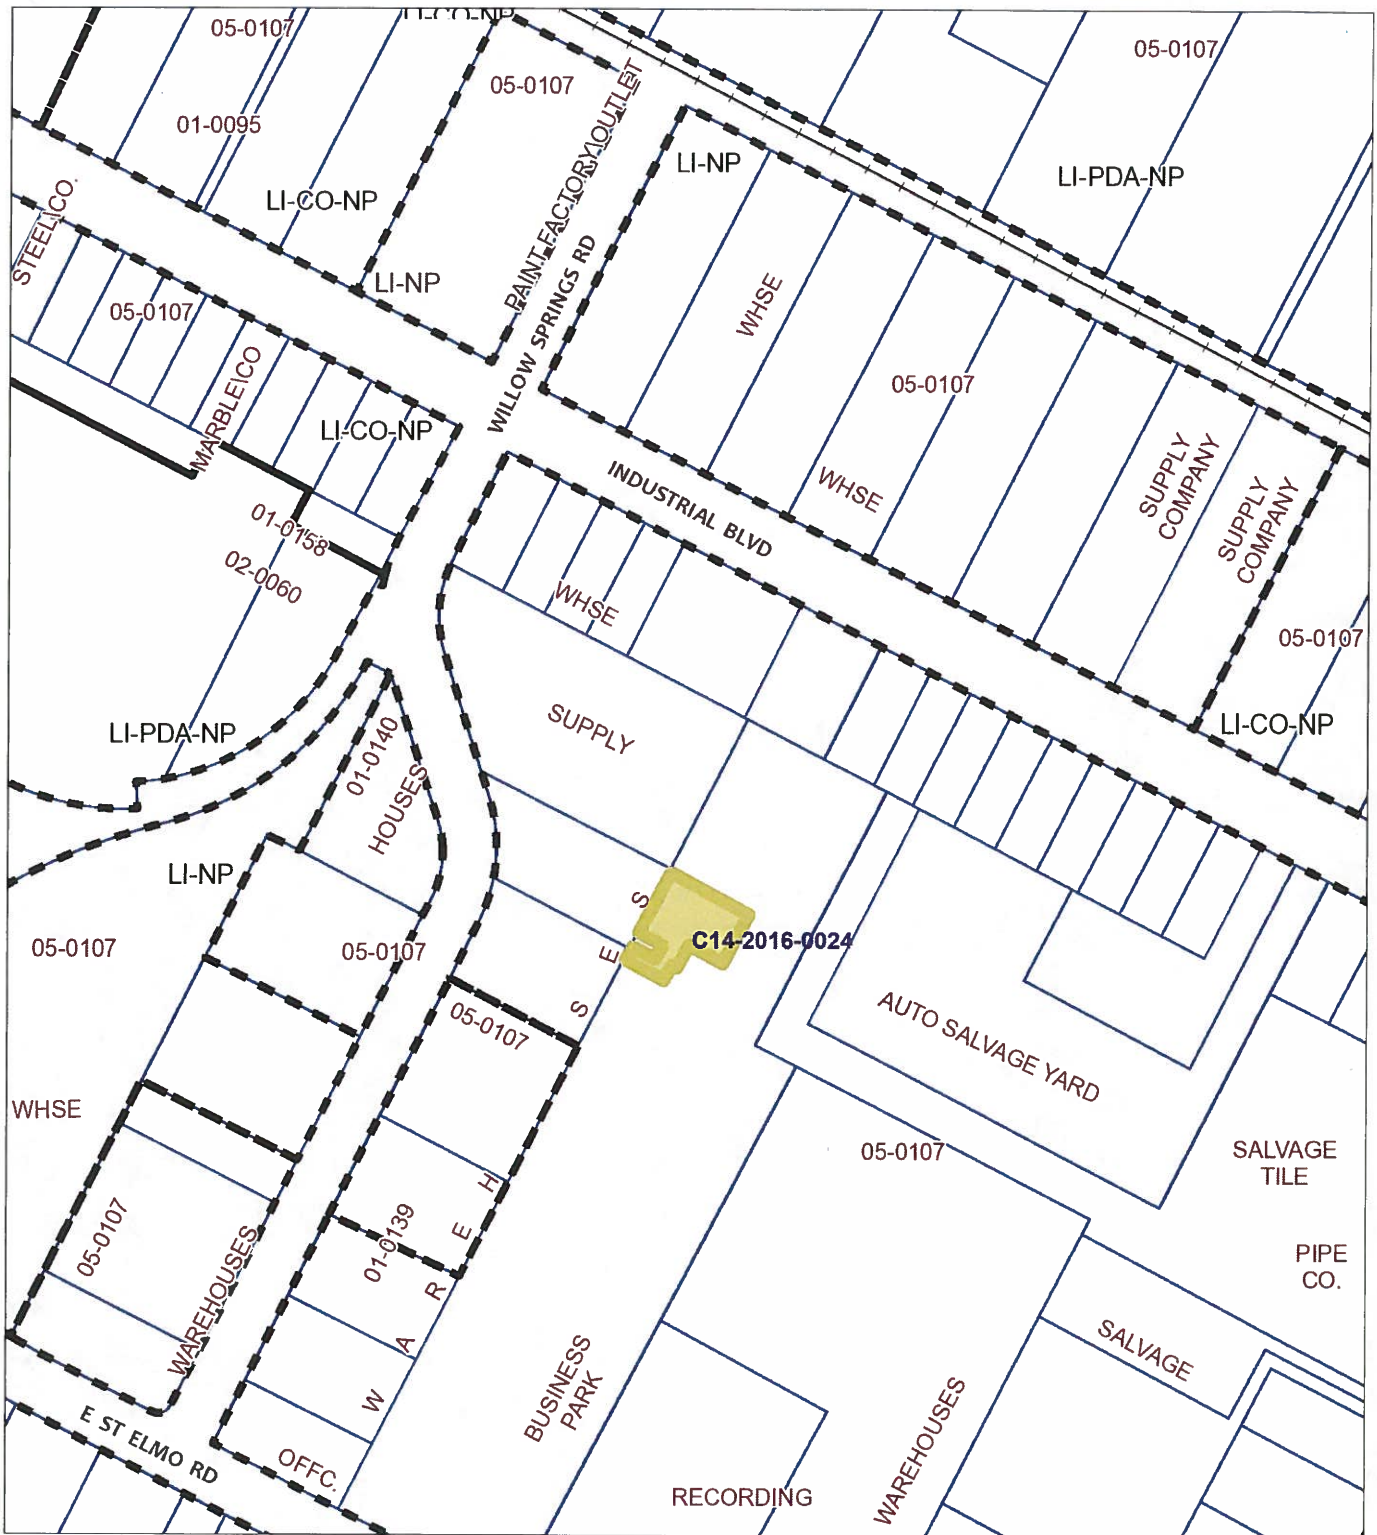 LI-CO-NP
05-0107
05-0107
05-0107
01-0095
PAINT FACTORY\OUTLET
LI-NP
LI-PDA-NP
LI-CO-NP
STEEL\CO.
LI-NP
05-0107
WILLOW SPRINGS RD
WHSE
05-0107
MARBLE\CO
LI-CO-NP
INDUSTRIAL BLVD
WHSE
SUPPLY
COMPANY
SUPPLY
COMPANY
01-0158
02-0060
WHSE
05-0107
SUPPLY
LI-PDA-NP
LI-CO-NP
01-0140
HOUSES
LI-NP
05-0107
05-0107
C14-2016-0024
05-0107
AUTO SALVAGE YARD
WHSE
05-0107
SALVAGE
TILE
05-0107
01-0139
WAREHOUSES
WAREHOUSES
PIPE
CO.
SALVAGE
BUSINESS
PARK
WAREHOUSES
E ST ELMO RD
OFFC.
RECORDING